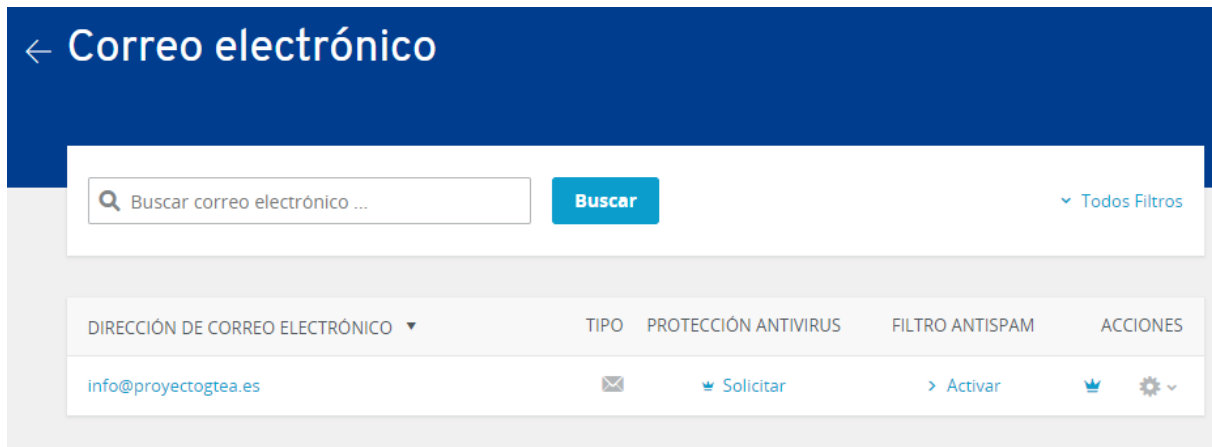 Correo electrónico
Buscar correo electrónico ...
Buscar
Todos Filtros
DIRECCIÓN DE CORREO ELECTRÓNICO TIPO PROTECCIÓN ANTIVIRUS FILTRO ANTISPAM ACCIONES
info@proyectogtea.es Solicitar Activar